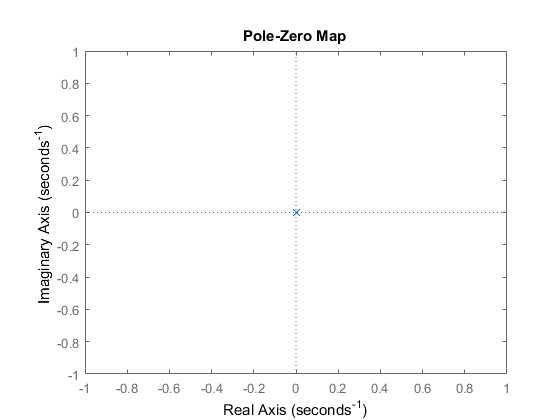 Pole-Zero Map
1
0.8
0.6
0.4
0.2
0
-0.2
-0.4
-0.6
-0.8
-1
Imaginary Axis (seconds⁻¹)
-1 -0.8 -0.6 -0.4 -0.2 0 0.2 0.4 0.6 0.8 1
Real Axis (seconds⁻¹)